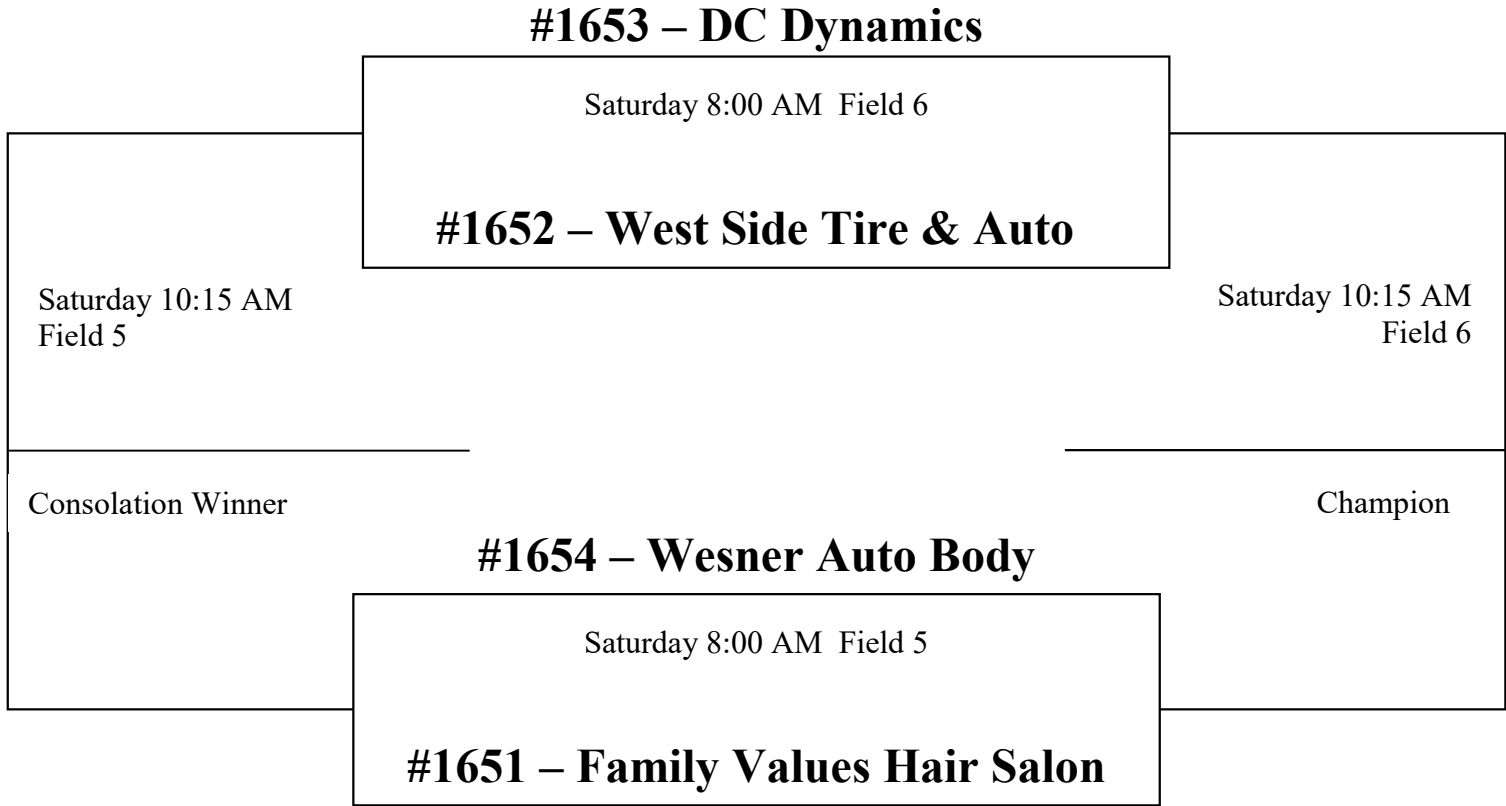 #1653 – DC Dynamics
Saturday 8:00 AM  Field 6
#1652 – West Side Tire & Auto
Saturday 10:15 AM
Field 5
Saturday 10:15 AM
Field 6
Consolation Winner
Champion
#1654 – Wesner Auto Body
Saturday 8:00 AM  Field 5
#1651 – Family Values Hair Salon